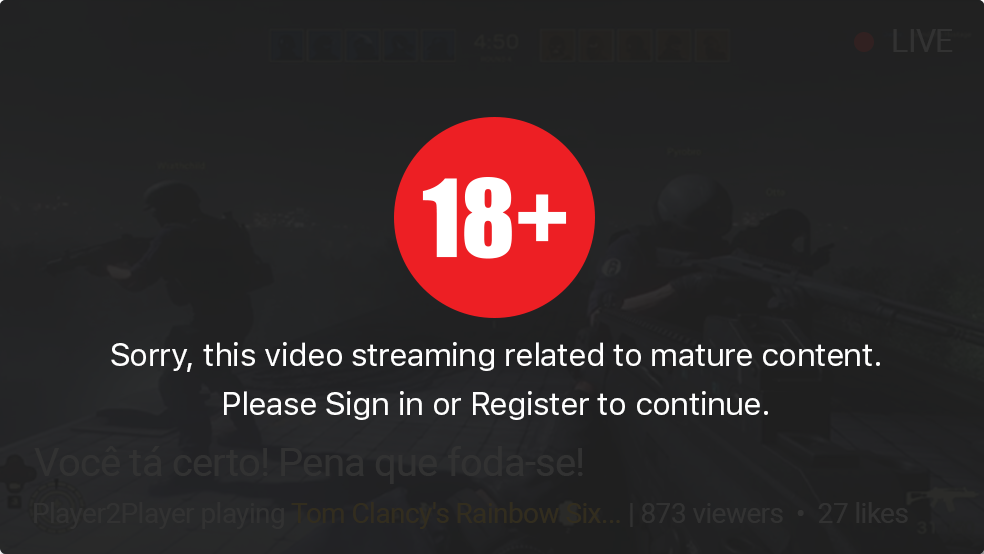 4:50
LIVE
18+
Sorry, this video streaming related to mature content.
Please Sign in or Register to continue.
Você tá certo! Pena que foda-se!
Player2Player playing Tom Clancy's Rainbow Six... | 873 viewers • 27 likes
31